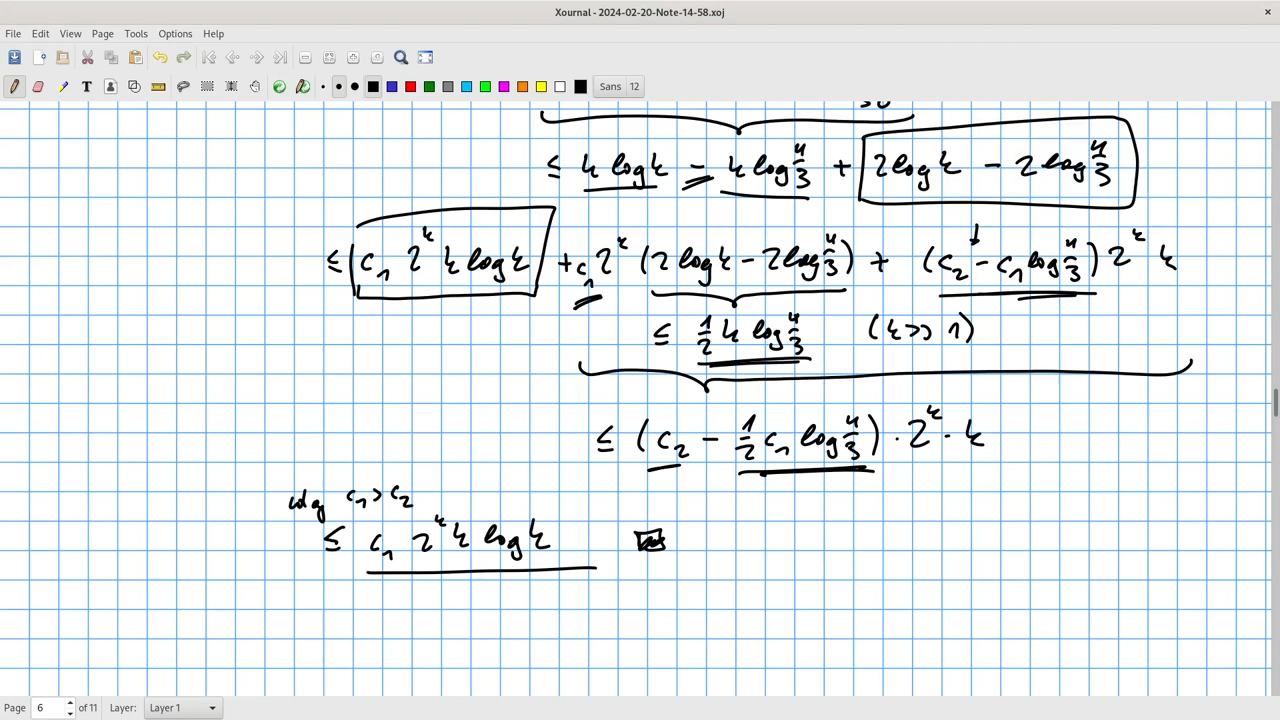 Xournal - 2024-02-20-Note-14-58.xoj
File Edit View Page Tools Options Help
Sans 12
≤ k log k − k log 4/3 + 2 log k − 2 log 4/3
≤ (c₁ 2^k k log k + c₁ 2^k (2 log k − 2 log 4/3) + (c₂ − c₁ log 4/3) 2^k k
≤ 1/2 k log 4/3 (k >> 1)
≤ (c₂ − 1/2 c₁ log 4/3) · 2^k · k
wlog c₁ > c₂
≤ c₁ 2^k k log k
Page 6 of 11 Layer: Layer 1